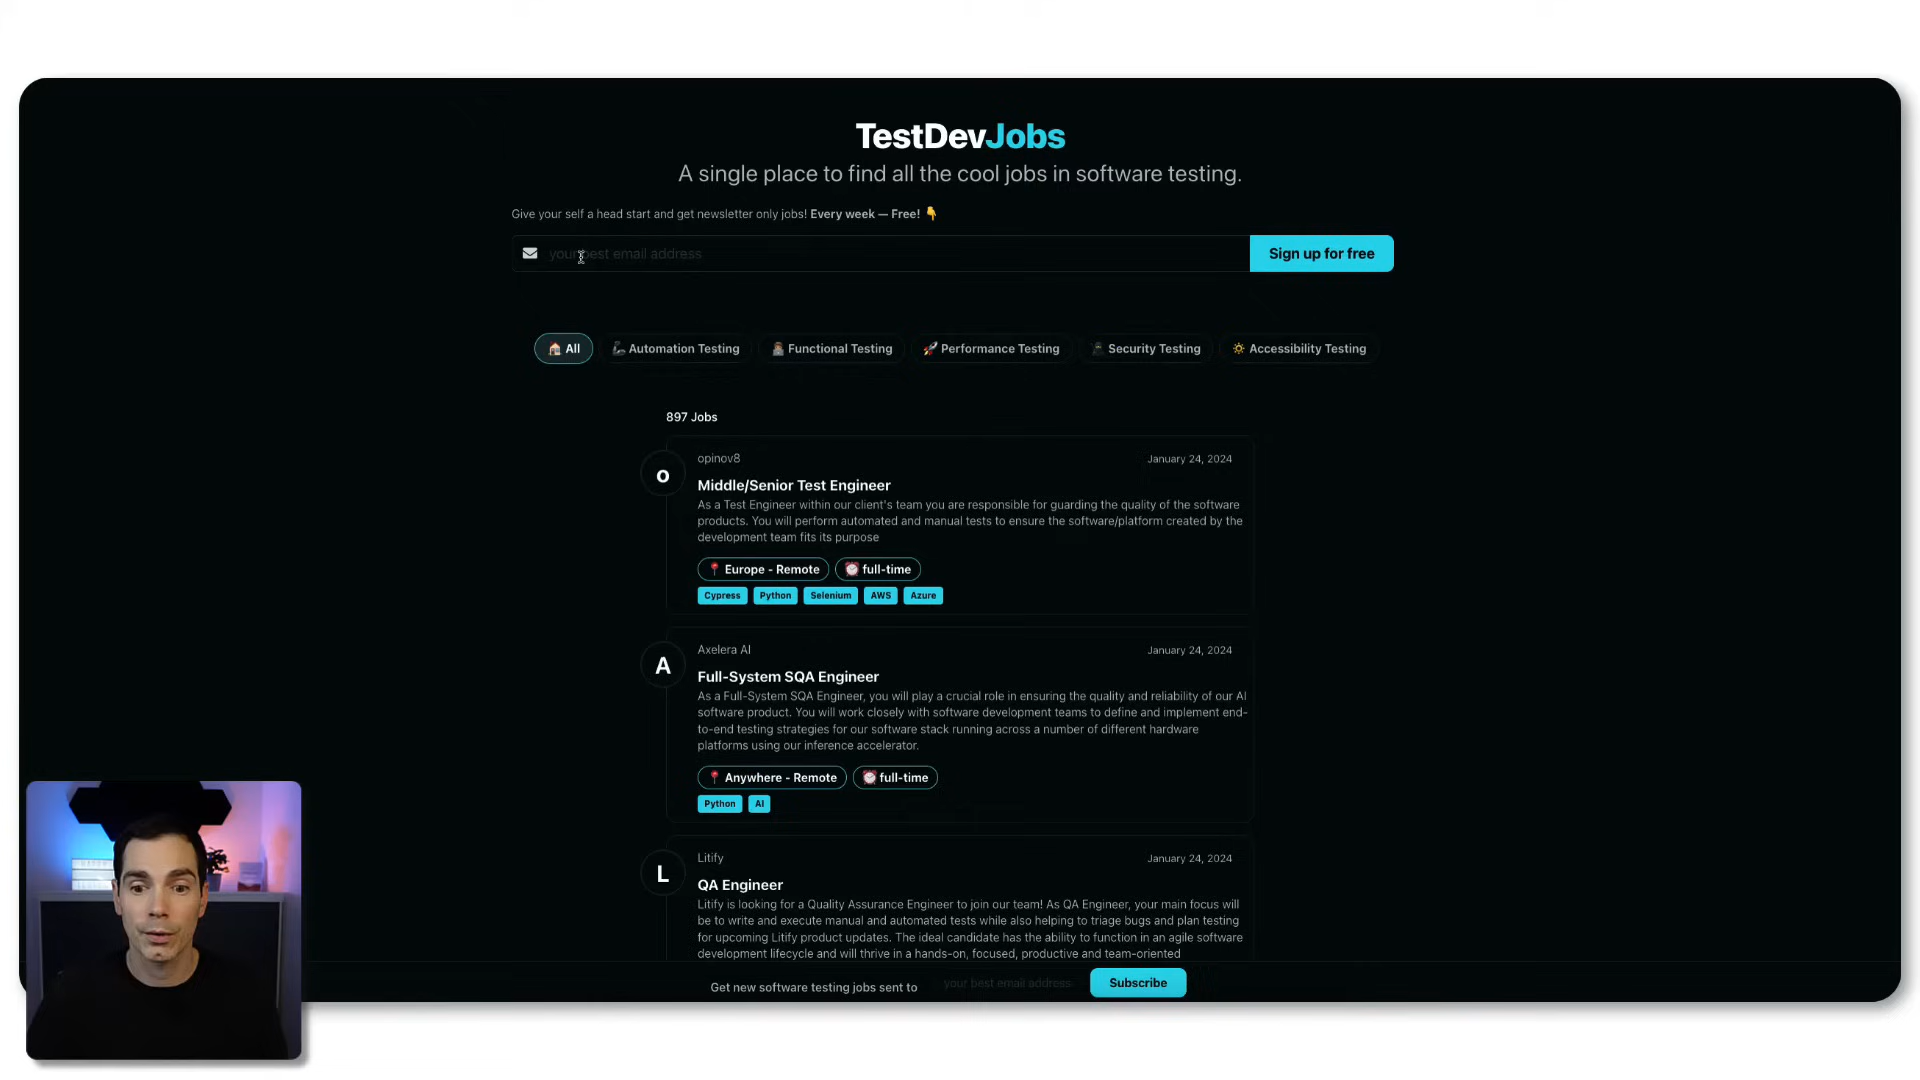 TestDevJobs
A single place to find all the cool jobs in software testing.
Give your self a head start and get newsletter only jobs! Every week — Free! 👇
your best email address
Sign up for free
🏠 All
🦾 Automation Testing
Functional Testing
🚀 Performance Testing
Security Testing
🔅 Accessibility Testing
897 Jobs
o
opinov8
January 24, 2024
Middle/Senior Test Engineer
As a Test Engineer within our client's team you are responsible for guarding the quality of the software
products. You will perform automated and manual tests to ensure the software/platform created by the
development team fits its purpose
📍 Europe - Remote
⏰ full-time
Cypress
Python
Selenium
AWS
Azure
A
Axelera AI
January 24, 2024
Full-System SQA Engineer
As a Full-System SQA Engineer, you will play a crucial role in ensuring the quality and reliability of our AI
software product. You will work closely with software development teams to define and implement end-
to-end testing strategies for our software stack running across a number of different hardware
platforms using our inference accelerator.
📍 Anywhere - Remote
⏰ full-time
Python
AI
L
Litify
January 24, 2024
QA Engineer
Litify is looking for a Quality Assurance Engineer to join our team! As QA Engineer, your main focus will
be to write and execute manual and automated tests while also helping to triage bugs and plan testing
for upcoming Litify product updates. The ideal candidate has the ability to function in an agile software
development lifecycle and will thrive in a hands-on, focused, productive and team-oriented
Get new software testing jobs sent to
your best email address
Subscribe